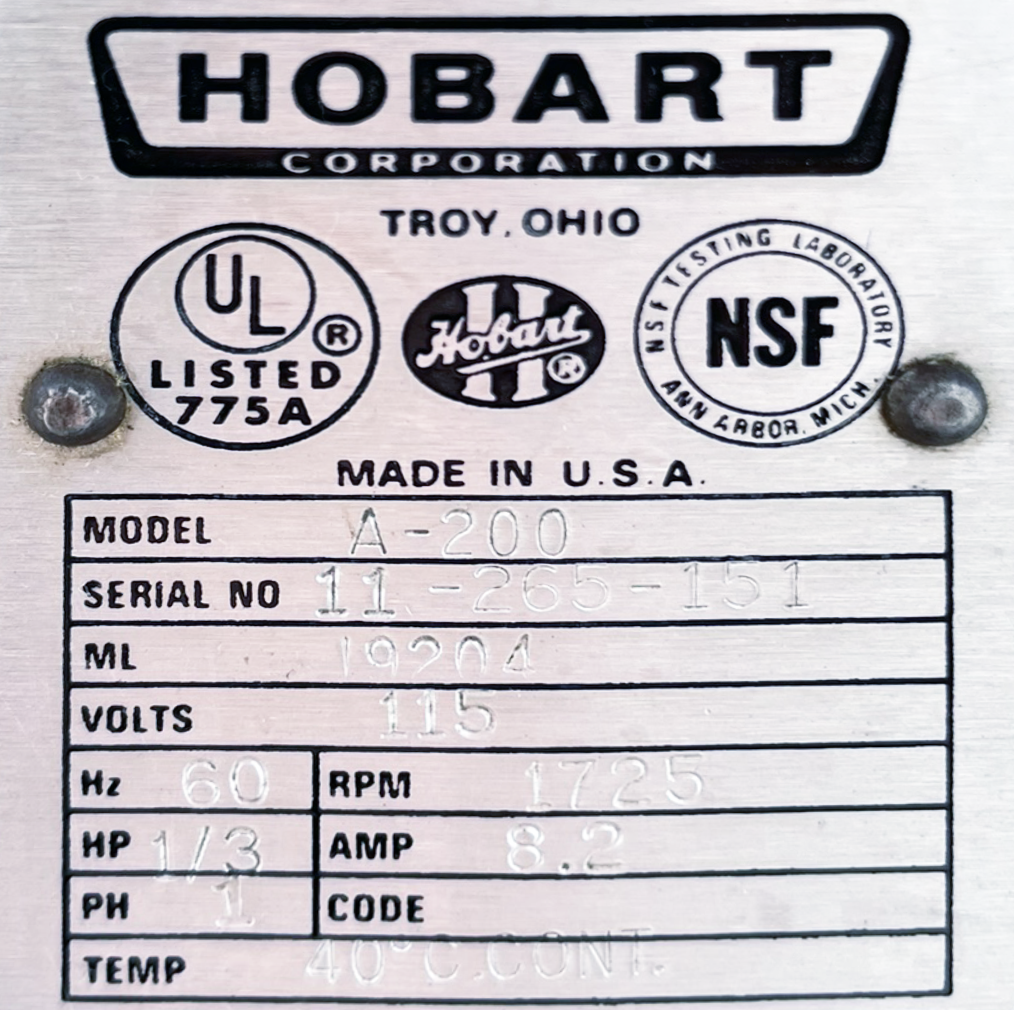 HOBART
CORPORATION
TROY, OHIO
UL ®
LISTED
775A
Hobart ®
NSF TESTING LABORATORY
NSF
ANN ARBOR, MICH.
MADE IN U.S.A.
MODEL A-200
SERIAL NO 11-265-151
ML 19204
VOLTS 115
Hz 60 RPM 1725
HP 1/3 AMP 8.2
PH 1 CODE
TEMP 40°C.CONT.